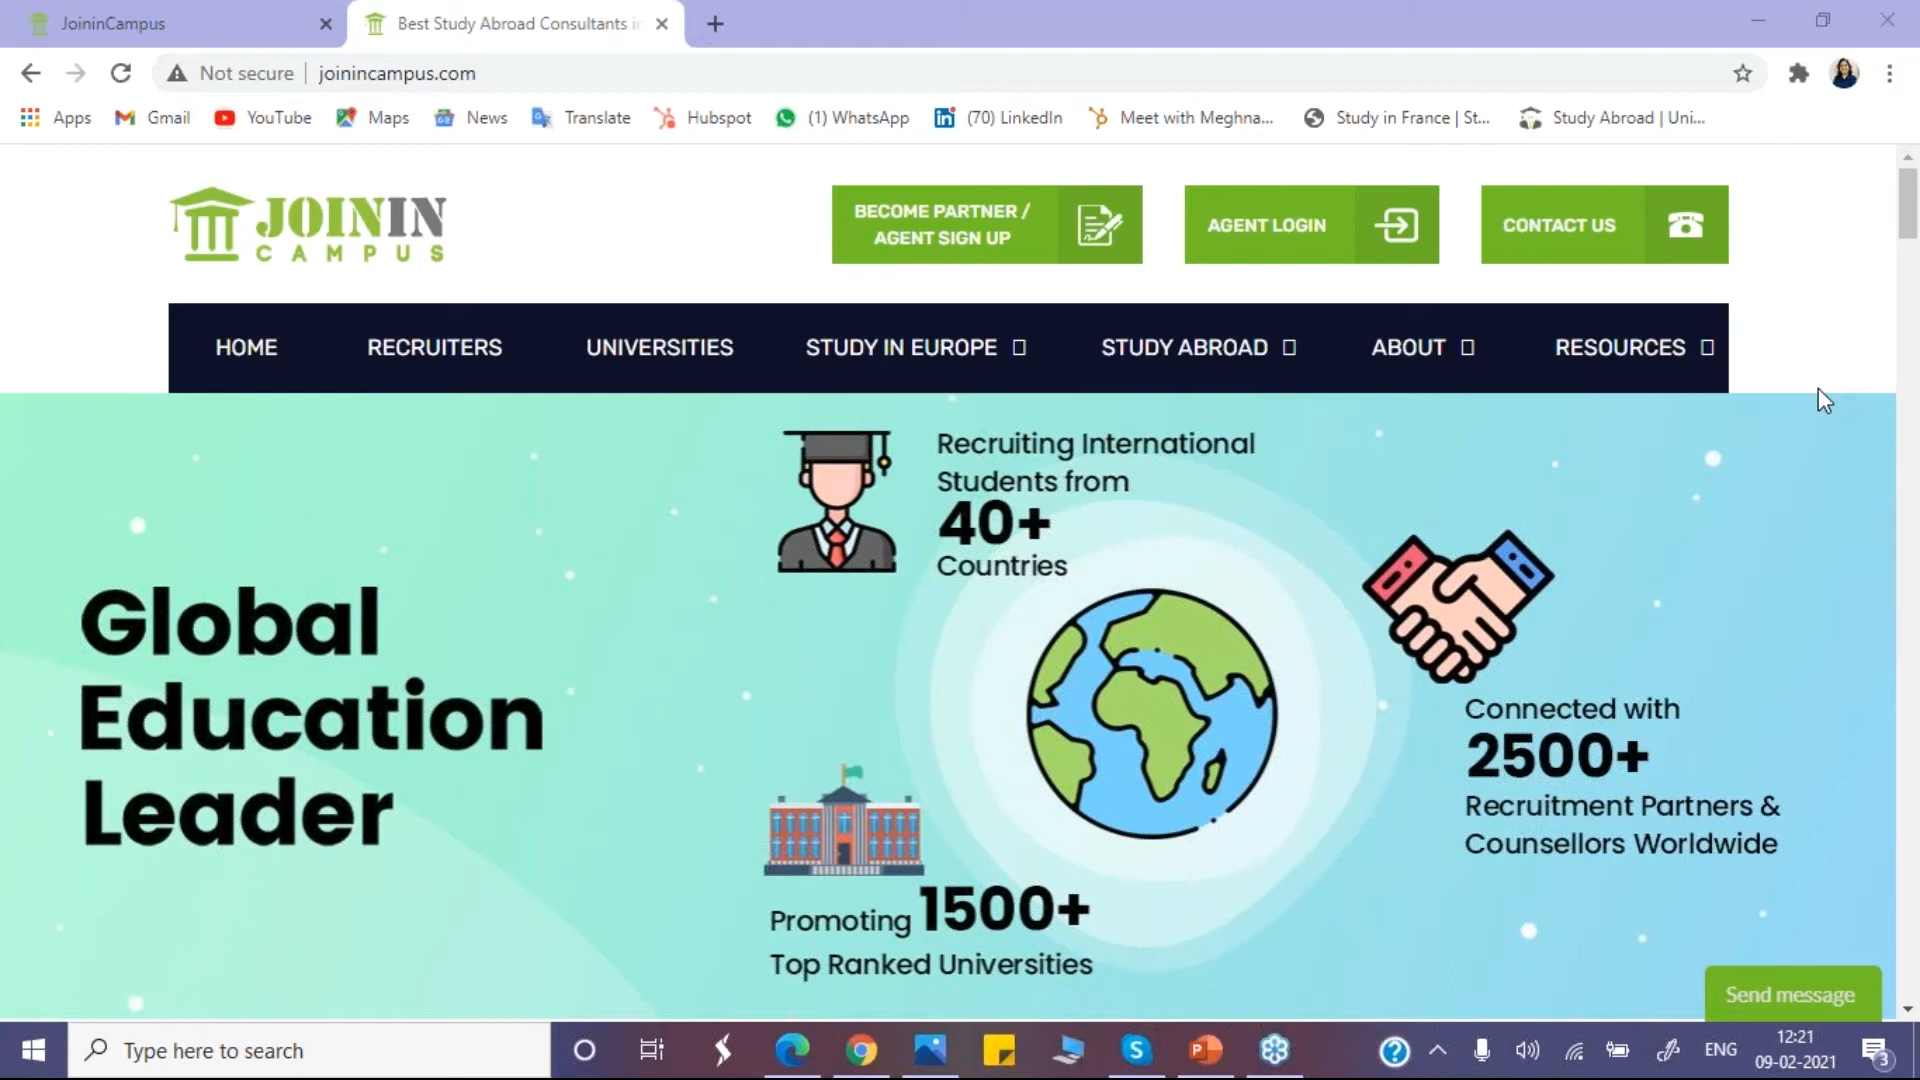 JoininCampus
Best Study Abroad Consultants in
Not secure
joinincampus.com
Apps
Gmail
YouTube
Maps
News
Translate
Hubspot
(1) WhatsApp
(70) LinkedIn
Meet with Meghna...
Study in France | St...
Study Abroad | Uni...
JOININ
CAMPUS
BECOME PARTNER /
AGENT SIGN UP
AGENT LOGIN
CONTACT US
HOME
RECRUITERS
UNIVERSITIES
STUDY IN EUROPE
STUDY ABROAD
ABOUT
RESOURCES
Recruiting International
Students from
40+
Countries
Global
Education
Leader
Connected with
2500+
Recruitment Partners &
Counsellors Worldwide
Promoting 1500+
Top Ranked Universities
Send message
Type here to search
ENG
12:21
09-02-2021
3